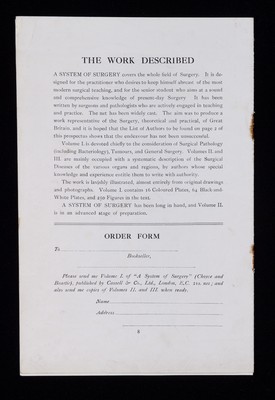 THE WORK DESCRIBED
A SYSTEM OF SURGERY covers the whole field of Surgery. It is de-
signed for the practitioner who desires to keep himself abreast of the most
modern surgical teaching, and for the senior student who aims at a sound
and comprehensive knowledge of present-day Surgery. It has been
written by surgeons and pathologists who are actively engaged in teaching
and practice. The net has been widely cast. The aim was to produce a
work representative of the Surgery, theoretical and practical, of Great
Britain, and it is hoped that the List of Authors to be found on page 2 of
this prospectus shows that the endeavour has not been unsuccessful.
Volume I. is devoted chiefly to the consideration of Surgical Pathology
(including Bacteriology), Tumours, and General Surgery. Volumes II. and
III. are mainly occupied with a systematic description of the Surgical
Diseases of the various organs and regions, by authors whose special
knowledge and experience entitle them to write with authority.
The work is lavishly illustrated, almost entirely from original drawings
and photographs. Volume I. contains 16 Coloured Plates, 64 Black-and-
White Plates, and 230 Figures in the text.
A SYSTEM OF SURGERY has been long in hand, and Volume II.
is in an advanced stage of preparation.
ORDER FORM
To
Bookseller,
Please send me Volume I. of "A System of Surgery" (Choyce and
Beattie), published by Cassell & Co., Ltd., London, E.C. 21s. net; and
also send me copies of Volumes II. and III. when ready.
Name
Address
8